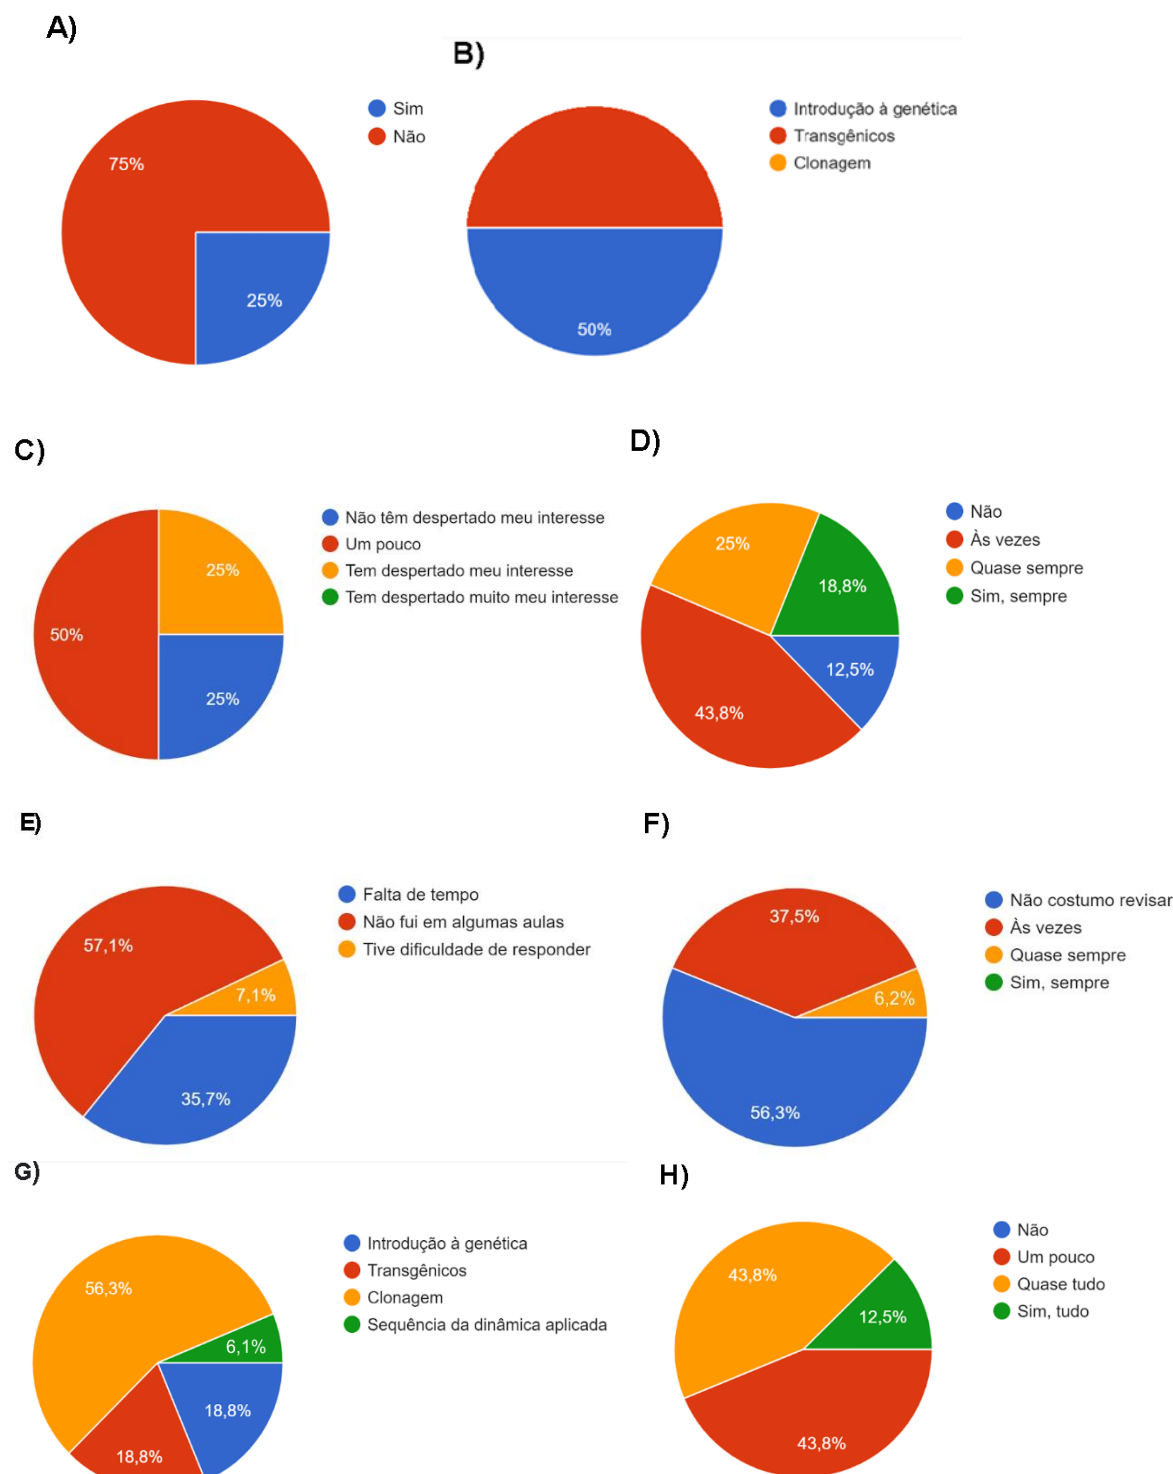 A)
Sim
Não
75%
25%
B)
Introdução à genética
Transgênicos
Clonagem
50%
C)
Não têm despertado meu interesse
Um pouco
Tem despertado meu interesse
Tem despertado muito meu interesse
25%
50%
25%
D)
Não
Às vezes
Quase sempre
Sim, sempre
25%
18,8%
12,5%
43,8%
E)
Falta de tempo
Não fui em algumas aulas
Tive dificuldade de responder
57,1%
7,1%
35,7%
F)
Não costumo revisar
Às vezes
Quase sempre
Sim, sempre
37,5%
6,2%
56,3%
G)
Introdução à genética
Transgênicos
Clonagem
Sequência da dinâmica aplicada
56,3%
6,1%
18,8%
18,8%
H)
Não
Um pouco
Quase tudo
Sim, tudo
43,8%
12,5%
43,8%